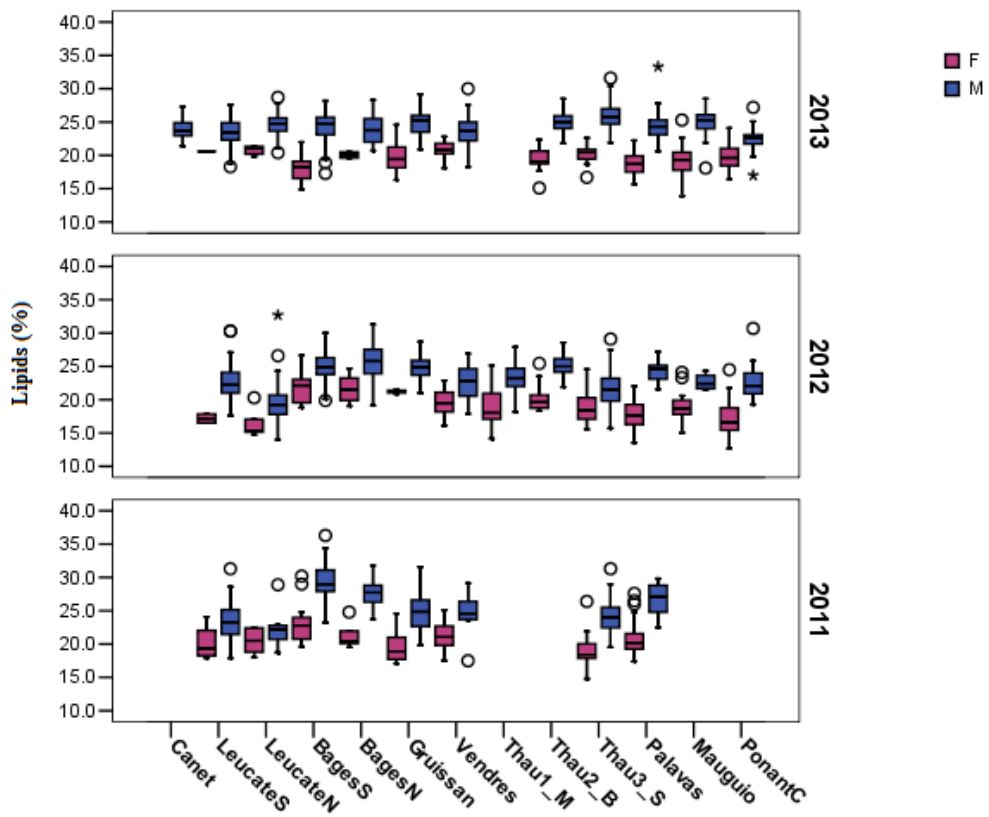 40.0
35.0
30.0
25.0
20.0
15.0
10.0
2013
F
M
Lipids (%)
40.0
35.0
30.0
25.0
20.0
15.0
10.0
2012
40.0
35.0
30.0
25.0
20.0
15.0
10.0
2011
Canet
LeucateS
LeucateN
BagesS
BagesN
Gruissan
Vendres
Thau1_M
Thau2_B
Thau3_S
Palavas
Mauguio
PonantC